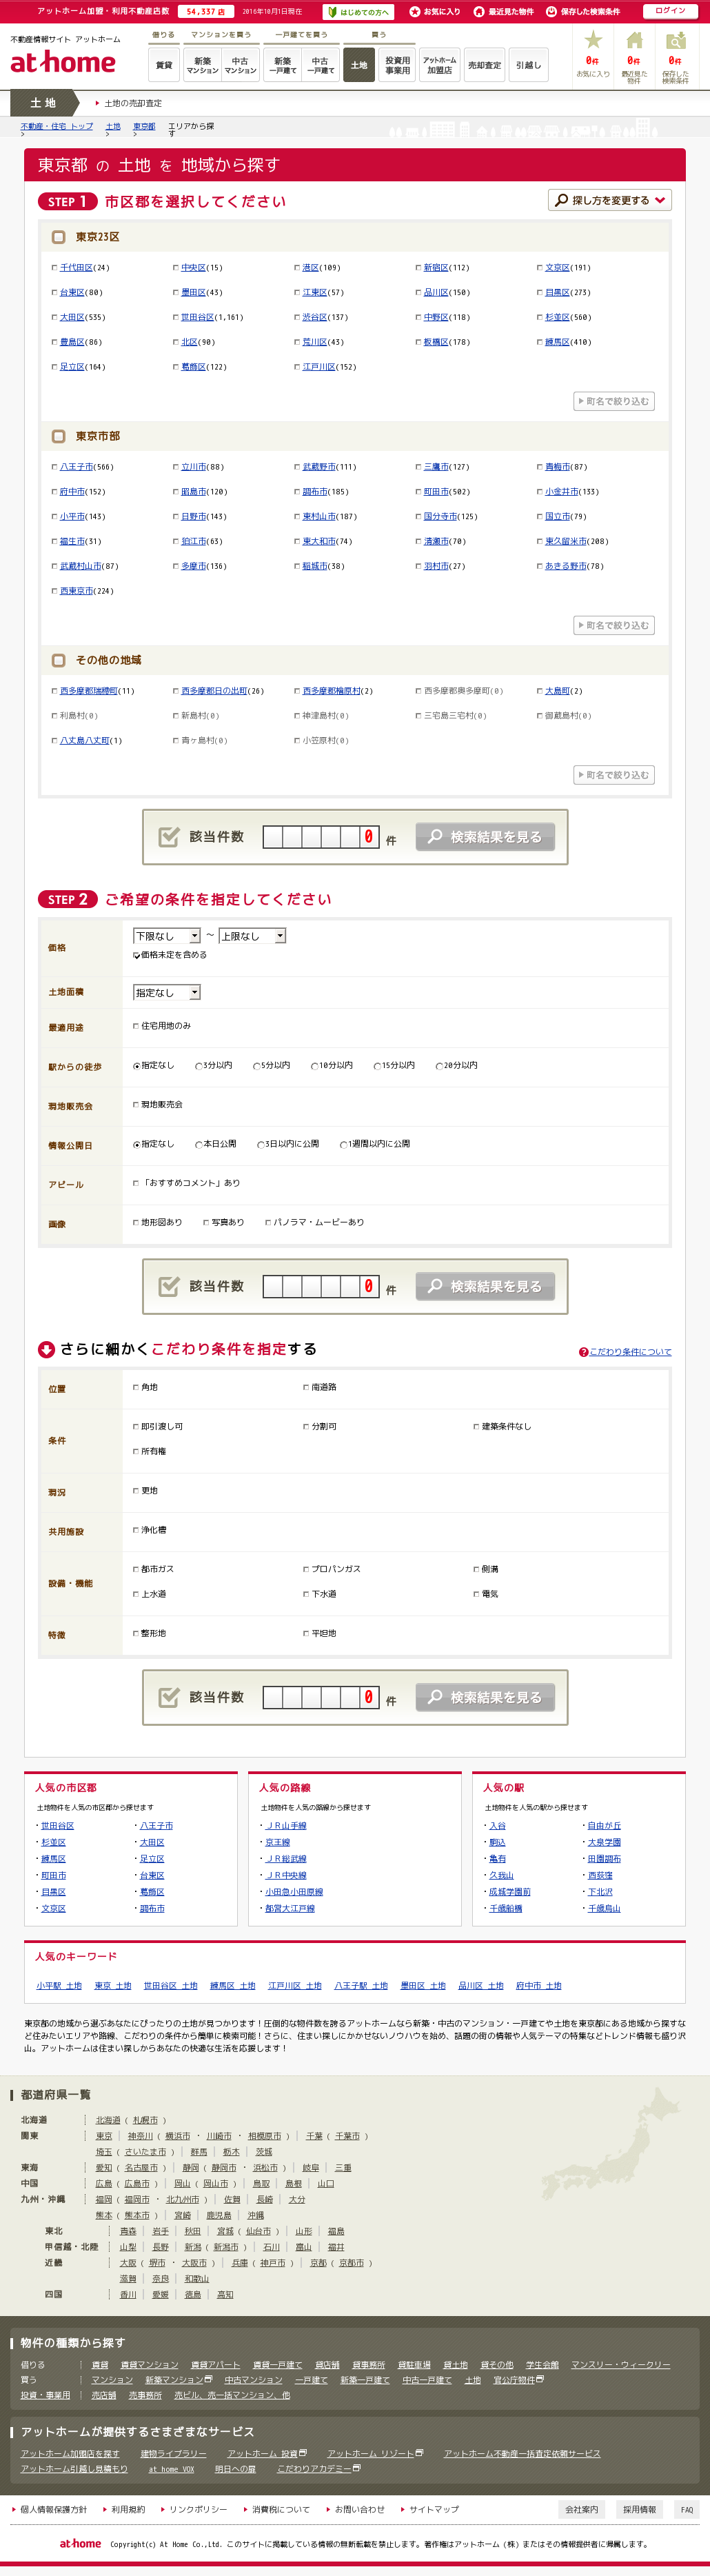 アットホーム加盟・利用不動産店数 54,337店 2016年10月1日現在 はじめての方へ お気に入り 最近見た物件 保存した検索条件 ログイン
不動産情報サイト アットホーム
at home
借りる マンションを買う 一戸建てを買う 買う
賃貸 新築マンション 中古マンション 新築一戸建て 中古一戸建て 土地 投資用事業用 アットホーム加盟店 売却査定 引越し
0件 お気に入り 0件 最近見た物件 0件 保存した検索条件
土地 土地の売却査定
不動産・住宅 トップ > 土地 > 東京都 > エリアから探す
東京都 の 土地 を 地域から探す
STEP 1 市区郡を選択してください 探し方を変更する
東京23区
千代田区(24) 中央区(15) 港区(109) 新宿区(112) 文京区(191)
台東区(80) 墨田区(43) 江東区(57) 品川区(150) 目黒区(273)
大田区(535) 世田谷区(1,161) 渋谷区(137) 中野区(118) 杉並区(560)
豊島区(86) 北区(90) 荒川区(43) 板橋区(178) 練馬区(410)
足立区(164) 葛飾区(122) 江戸川区(152)
町名で絞り込む
東京市部
八王子市(566) 立川市(88) 武蔵野市(111) 三鷹市(127) 青梅市(87)
府中市(152) 昭島市(120) 調布市(185) 町田市(502) 小金井市(133)
小平市(143) 日野市(143) 東村山市(187) 国分寺市(125) 国立市(79)
福生市(31) 狛江市(63) 東大和市(74) 清瀬市(70) 東久留米市(208)
武蔵村山市(87) 多摩市(136) 稲城市(38) 羽村市(27) あきる野市(78)
西東京市(224)
町名で絞り込む
その他の地域
西多摩郡瑞穂町(11) 西多摩郡日の出町(26) 西多摩郡檜原村(2) 西多摩郡奥多摩町(0) 大島町(2)
利島村(0) 新島村(0) 神津島村(0) 三宅島三宅村(0) 御蔵島村(0)
八丈島八丈町(1) 青ヶ島村(0) 小笠原村(0)
町名で絞り込む
該当件数 0 件 検索結果を見る
STEP 2 ご希望の条件を指定してください
価格 下限なし ～ 上限なし
価格未定を含める
土地面積 指定なし
最適用途 住宅用地のみ
駅からの徒歩 指定なし 3分以内 5分以内 10分以内 15分以内 20分以内
現地販売会 現地販売会
情報公開日 指定なし 本日公開 3日以内に公開 1週間以内に公開
アピール 「おすすめコメント」あり
画像 地形図あり 写真あり パノラマ・ムービーあり
該当件数 0 件 検索結果を見る
さらに細かくこだわり条件を指定する こだわり条件について
位置 角地 南道路
条件 即引渡し可 分割可 建築条件なし
所有権
現況 更地
共用施設 浄化槽
設備・機能 都市ガス プロパンガス 側溝
上水道 下水道 電気
特徴 整形地 平坦地
該当件数 0 件 検索結果を見る
人気の市区郡
土地物件を人気の市区郡から探せます
・世田谷区 ・八王子市
・杉並区 ・大田区
・練馬区 ・足立区
・町田市 ・台東区
・目黒区 ・葛飾区
・文京区 ・調布市
人気の路線
土地物件を人気の路線から探せます
・ＪＲ山手線
・京王線
・ＪＲ総武線
・ＪＲ中央線
・小田急小田原線
・都営大江戸線
人気の駅
土地物件を人気の駅から探せます
・入谷 ・自由が丘
・駒込 ・大泉学園
・亀有 ・田園調布
・久我山 ・西荻窪
・成城学園前 ・下北沢
・千歳船橋 ・千歳烏山
人気のキーワード
小平駅 土地 東京 土地 世田谷区 土地 練馬区 土地 江戸川区 土地 八王子駅 土地 墨田区 土地 品川区 土地 府中市 土地
東京都の地域から選ぶあなたにぴったりの土地が見つかります！圧倒的な物件数を誇るアットホームなら新築・中古のマンション・一戸建てや土地を東京都にある地域から探すな
ど住みたいエリアや路線、こだわりの条件から簡単に検索可能！さらに、住まい探しにかかせないノウハウを始め、話題の街の情報や人気テーマの特集などトレンド情報も盛り沢
山。アットホームは住まい探しからあなたの快適な生活を応援します！
都道府県一覧
北海道 北海道 ( 札幌市 )
関東 東京 神奈川 ( 横浜市 ・ 川崎市 ・ 相模原市 ) 千葉 ( 千葉市 )
埼玉 ( さいたま市 ) 群馬 栃木 茨城
東海 愛知 ( 名古屋市 ) 静岡 ( 静岡市 ・ 浜松市 ) 岐阜 三重
中国 広島 ( 広島市 ) 岡山 ( 岡山市 ) 鳥取 島根 山口
九州・沖縄 福岡 ( 福岡市 ・ 北九州市 ) 佐賀 長崎 大分
熊本 ( 熊本市 ) 宮崎 鹿児島 沖縄
東北 青森 岩手 秋田 宮城 ( 仙台市 ) 山形 福島
甲信越・北陸 山梨 長野 新潟 ( 新潟市 ) 石川 富山 福井
近畿 大阪 ( 堺市 ・ 大阪市 ) 兵庫 ( 神戸市 ) 京都 ( 京都市 )
滋賀 奈良 和歌山
四国 香川 愛媛 徳島 高知
物件の種類から探す
借りる 賃貸 賃貸マンション 賃貸アパート 賃貸一戸建て 貸店舗 貸事務所 貸駐車場 貸土地 貸その他 学生会館 マンスリー・ウィークリー
買う マンション 新築マンション 中古マンション 一戸建て 新築一戸建て 中古一戸建て 土地 官公庁物件
投資・事業用 売店舗 売事務所 売ビル、売一括マンション、他
アットホームが提供するさまざまなサービス
アットホーム加盟店を探す 建物ライブラリー アットホーム 投資 アットホーム リゾート アットホーム不動産一括査定依頼サービス
アットホーム引越し見積もり at home VOX 明日への扉 こだわりアカデミー
個人情報保護方針 利用規約 リンクポリシー 消費税について お問い合わせ サイトマップ 会社案内 採用情報 FAQ
at home Copyright(c) At Home Co.,Ltd. このサイトに掲載している情報の無断転載を禁止します。著作権はアットホーム (株) またはその情報提供者に帰属します。